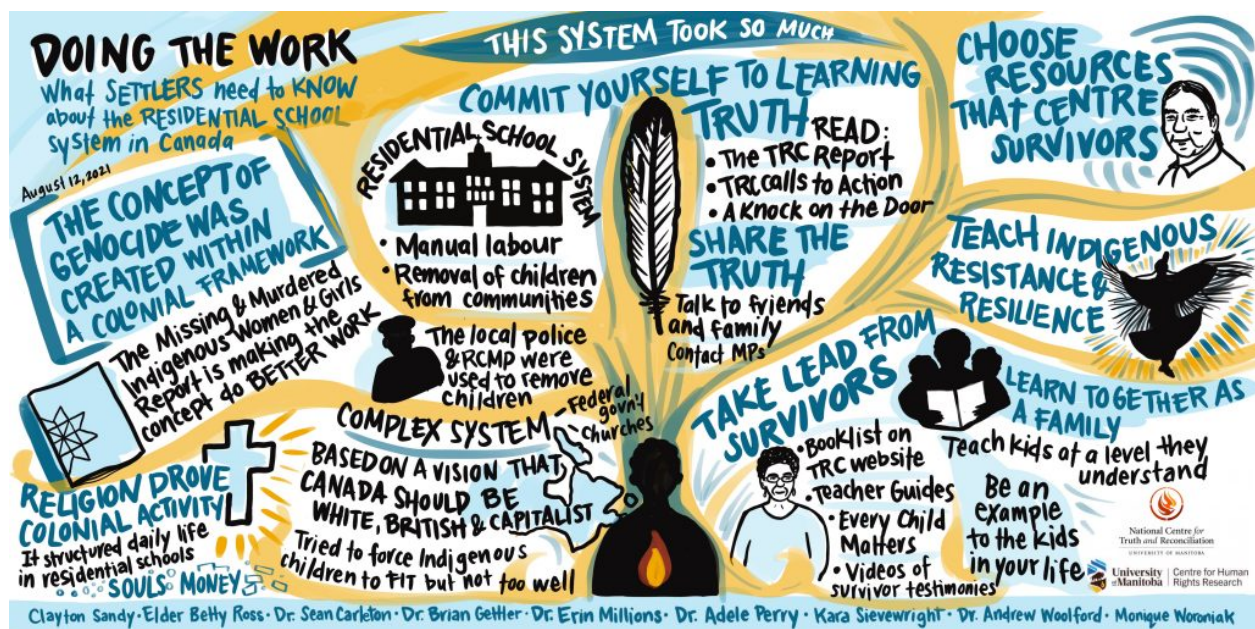 DOING THE WORK
What SETTLERS need to KNOW
about the RESIDENTIAL SCHOOL
system in Canada
August 12, 2021
THE CONCEPT OF
GENOCIDE WAS
CREATED WITHIN
A COLONIAL FRAMEWORK
The Missing & Murdered
Indigenous Women & Girls
Report is making the
concept do BETTER WORK
RELIGION DROVE
COLONIAL ACTIVITY
It structured daily life
in residential schools
SOULS MONEY
THIS SYSTEM TOOK SO MUCH
COMMIT YOURSELF TO LEARNING
TRUTH
RESIDENTIAL SCHOOL SYSTEM
• Manual labour
• Removal of children
from communities
The local police
& RCMP were
used to remove
children
COMPLEX SYSTEM
- Federal
gov'n't
- Churches
BASED ON A VISION THAT
CANADA SHOULD BE
WHITE, BRITISH & CAPITALIST
Tried to force Indigenous
children to FIT but not too well
READ:
• The TRC Report
• TRC calls to Action
• A Knock on the Door
SHARE THE
TRUTH
Talk to friends
and family
Contact MPs
TAKE LEAD FROM
SURVIVORS
• Booklist on
TRC website
• Teacher Guides
• Every Child
Matters
• Videos of
survivor testimonies
CHOOSE
RESOURCES
THAT CENTRE
SURVIVORS
TEACH INDIGENOUS
RESISTANCE &
RESILIENCE
LEARN TOGETHER AS
A FAMILY
Teach kids at a level they
understand
Be an
example
to the kids
in your life
National Centre for
Truth and Reconciliation
UNIVERSITY OF MANITOBA
University
of Manitoba
Centre for Human
Rights Research
Clayton Sandy · Elder Betty Ross · Dr. Sean Carleton · Dr. Brian Gettler · Dr. Erin Millions · Dr. Adele Perry · Kara Sievewright · Dr. Andrew Woolford · Monique Woroniak